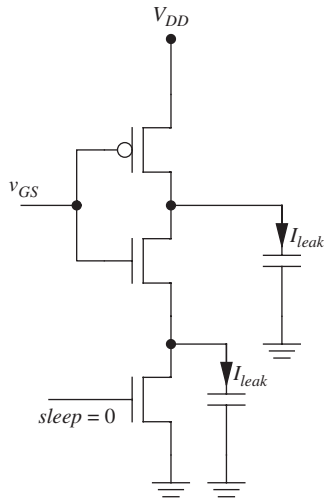 V_DD
v_GS
I_leak
I_leak
sleep = 0